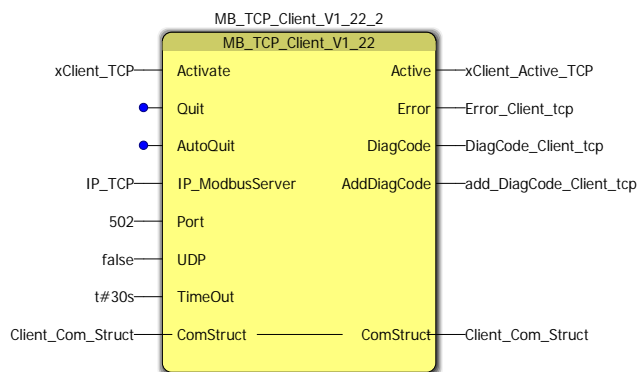 MB_TCP_Client_V1_22_2
MB_TCP_Client_V1_22
xClient_TCP Activate Active xClient_Active_TCP
Quit Error Error_Client_tcp
AutoQuit DiagCode DiagCode_Client_tcp
IP_TCP IP_ModbusServer AddDiagCode add_DiagCode_Client_tcp
502 Port
false UDP
t#30s TimeOut
Client_Com_Struct ComStruct ComStruct Client_Com_Struct